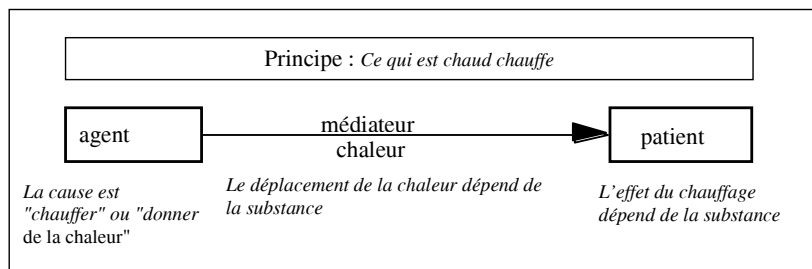 Principe : Ce qui est chaud chauffe
agent
médiateur
chaleur
patient
La cause est
"chauffer" ou "donner
de la chaleur"
Le déplacement de la chaleur dépend de
la substance
L'effet du chauffage
dépend de la substance